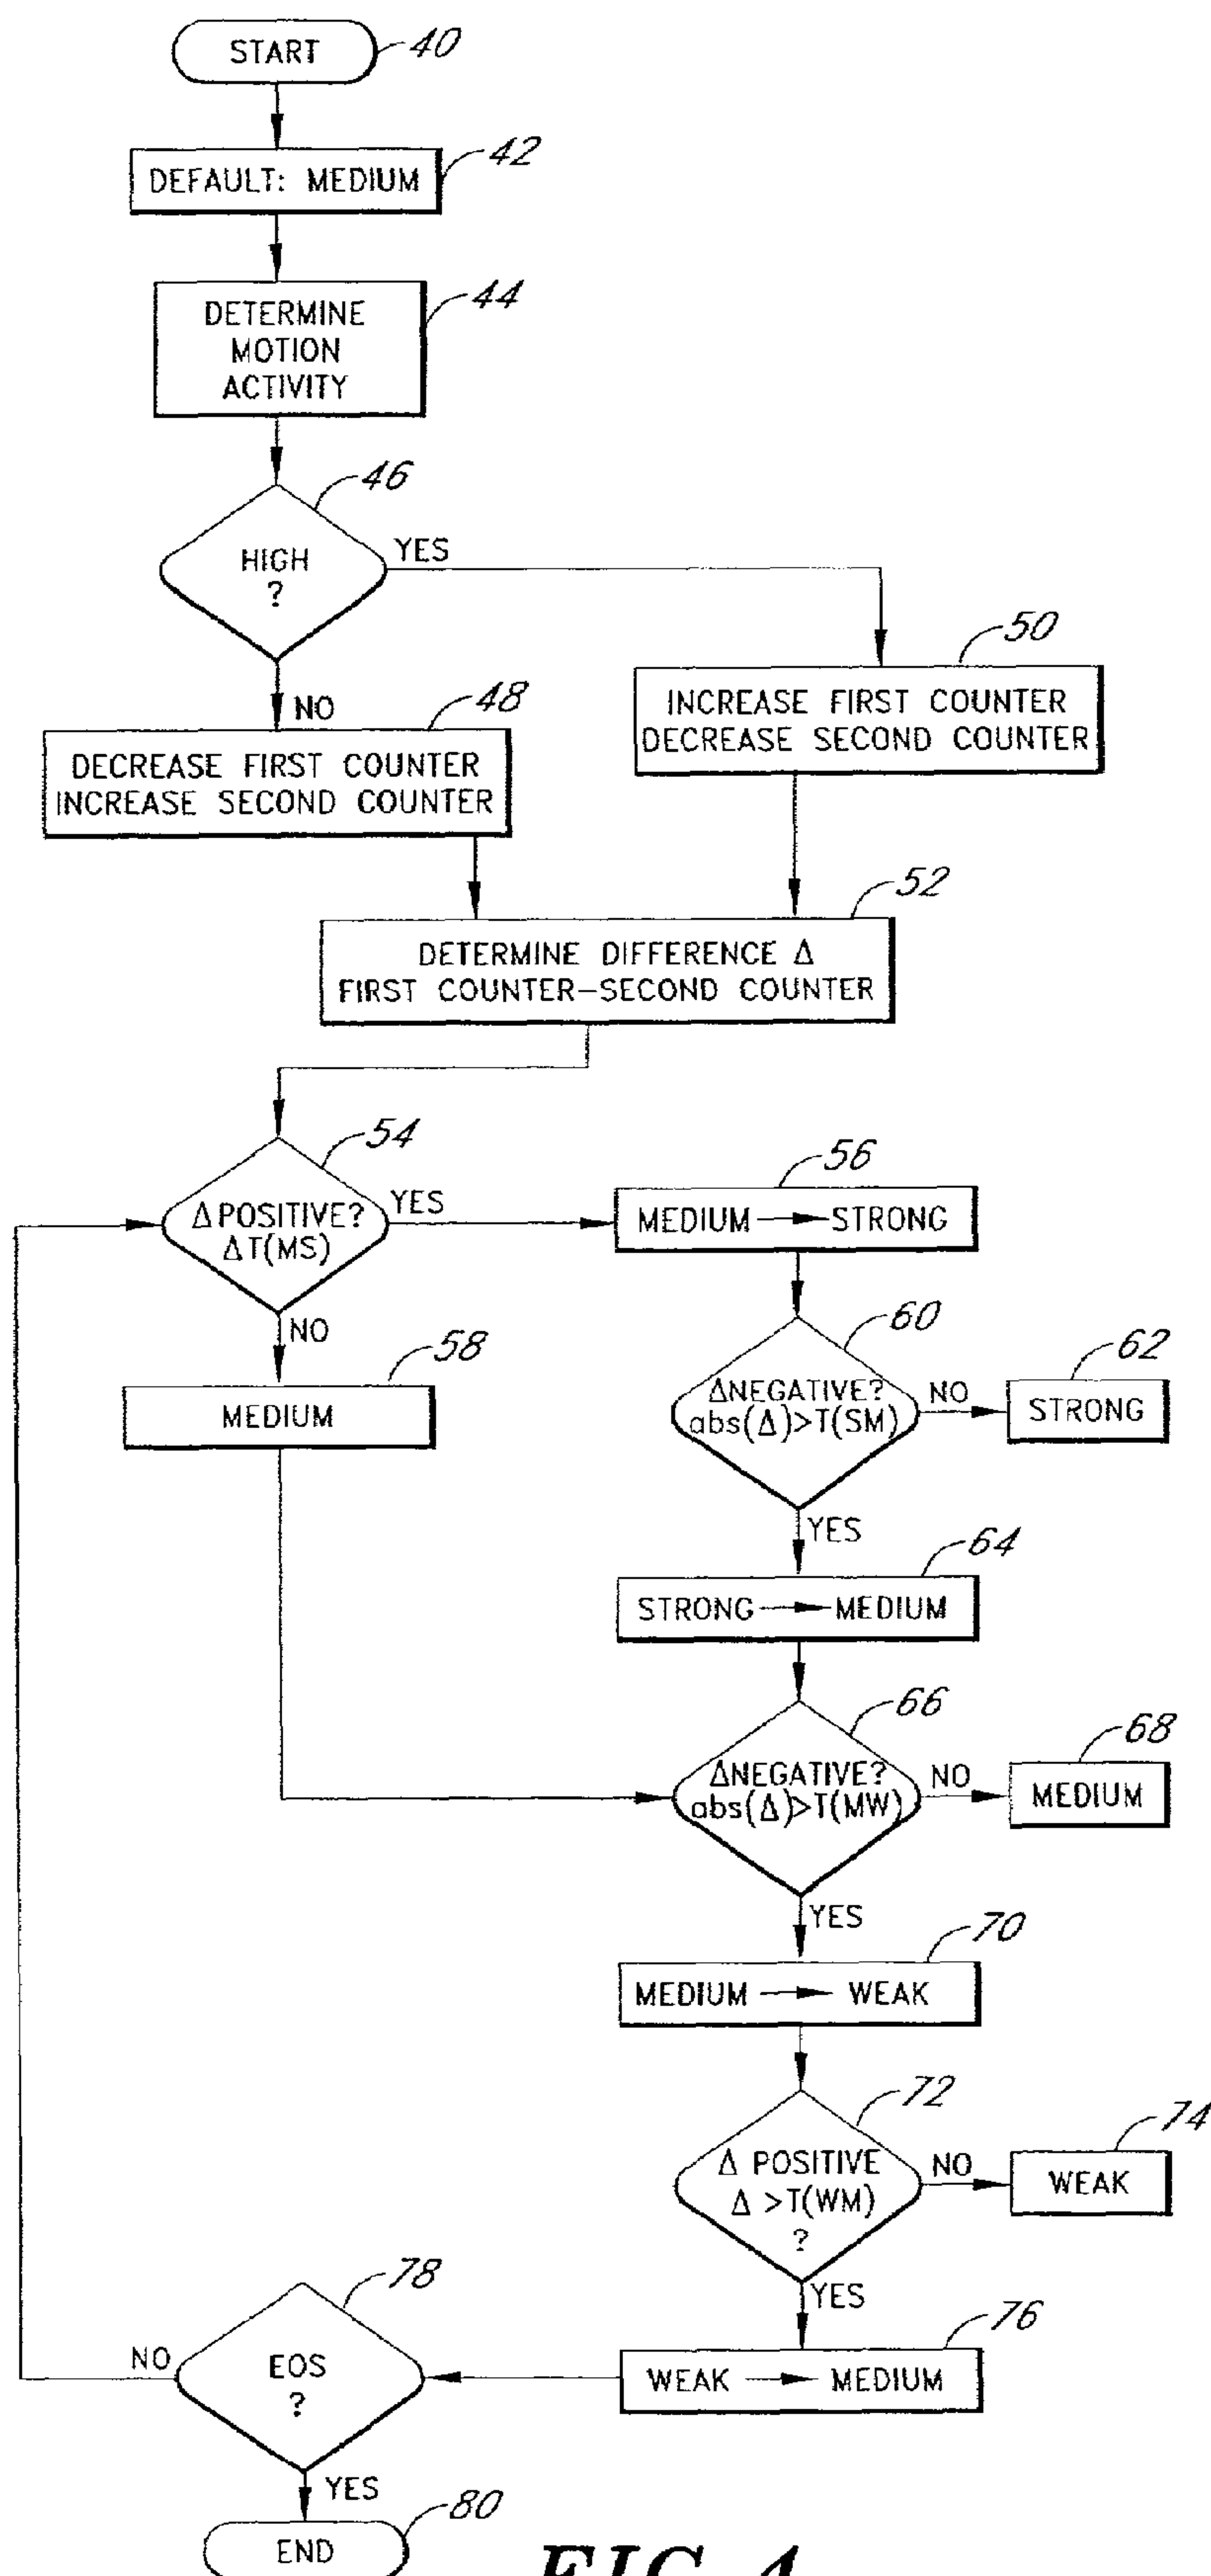 START
40
DEFAULT: MEDIUM
42
DETERMINE
MOTION
ACTIVITY
44
HIGH
?
46
YES
NO
48
DECREASE FIRST COUNTER
INCREASE SECOND COUNTER
50
INCREASE FIRST COUNTER
DECREASE SECOND COUNTER
52
DETERMINE DIFFERENCE Δ
FIRST COUNTER-SECOND COUNTER
54
Δ POSITIVE?
ΔT(MS)
YES
NO
56
MEDIUM → STRONG
58
MEDIUM
60
ΔNEGATIVE?
abs(Δ)>T(SM)
NO
62
STRONG
YES
64
STRONG → MEDIUM
66
ΔNEGATIVE?
abs(Δ)>T(MW)
NO
68
MEDIUM
YES
70
MEDIUM → WEAK
72
Δ POSITIVE
Δ >T(WM)
?
NO
74
WEAK
YES
76
WEAK → MEDIUM
78
EOS
?
NO
YES
80
END
FIG. 4